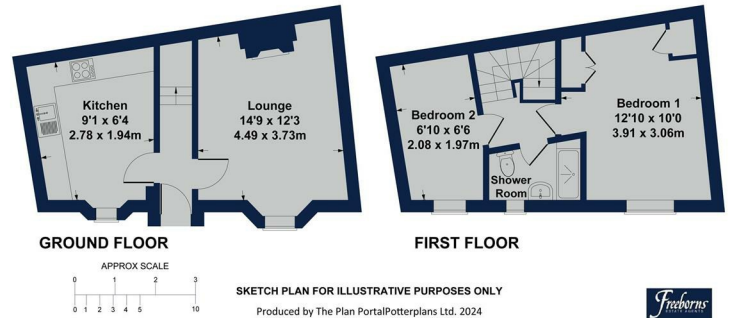 Kitchen
9'1 x 6'4
2.78 x 1.94m
Lounge
14'9 x 12'3
4.49 x 3.73m
Bedroom 2
6'10 x 6'6
2.08 x 1.97m
Bedroom 1
12'10 x 10'0
3.91 x 3.06m
Shower
Room
GROUND FLOOR
FIRST FLOOR
APPROX SCALE
0 1 2 3
0 1 2 3 4 5 10
SKETCH PLAN FOR ILLUSTRATIVE PURPOSES ONLY
Produced by The Plan PortalPotterplans Ltd. 2024
Freeborns
ESTATE AGENTS